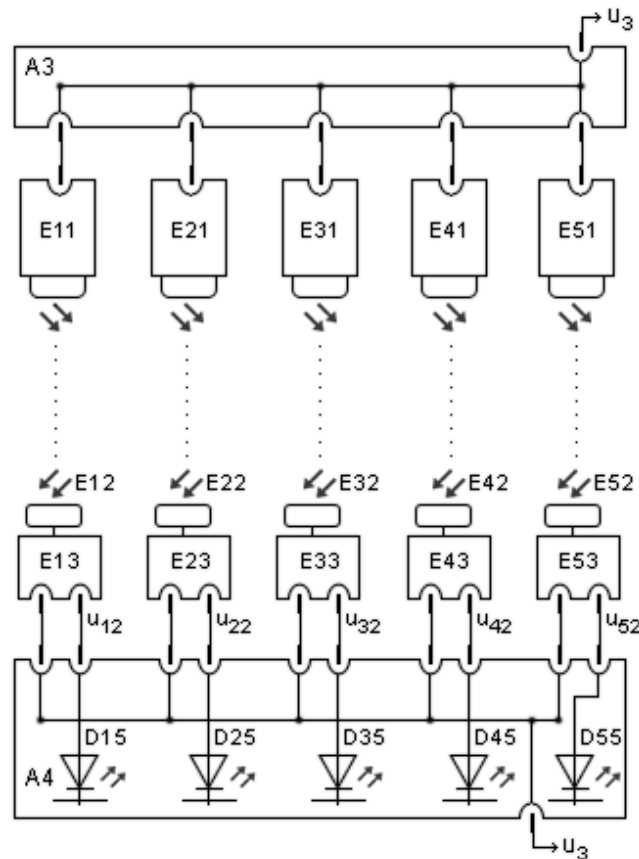 u3
A3
E11 E21 E31 E41 E51
E12 E22 E32 E42 E52
E13 E23 E33 E43 E53
u12 u22 u32 u42 u52
D15 D25 D35 D45 D55
A4
u3